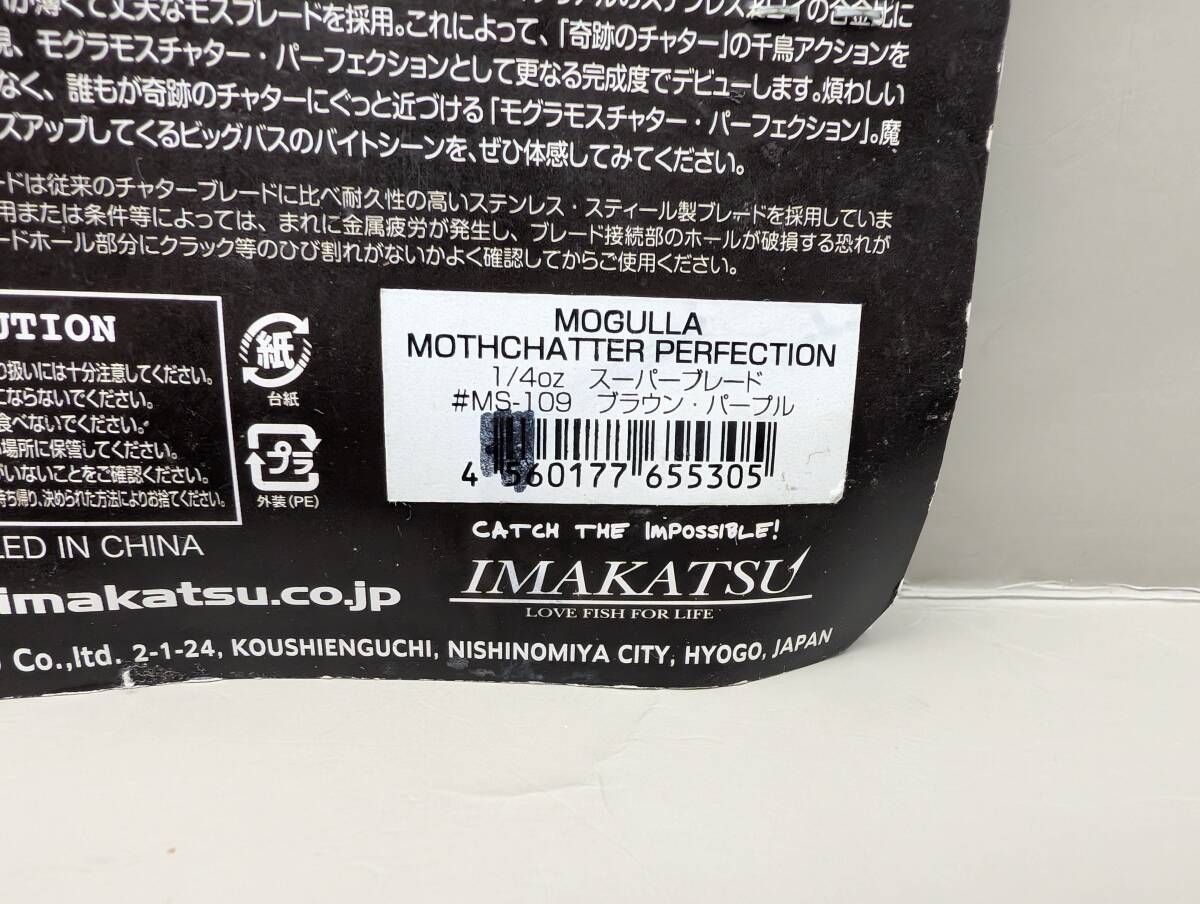 が薄くて丈夫なモスブレードを採用。これによって、「奇跡のチャター」の千鳥アクションを
現、モグラモスチャター・パーフェクションとして更なる完成度でデビューします。煩わしい
なく、誰もが奇跡のチャターにぐっと近づける「モグラモスチャター・パーフェクション」。魔
ズアップしてくるビッグバスのバイトシーンを、ぜひ体感してみてください。
ードは従来のチャターブレードに比べ耐久性の高いステンレス・スティール製ブレードを採用していま
用または条件等によっては、まれに金属疲労が発生し、ブレード接続部のホールが破損する恐れが
ードホール部分にクラック等のひび割れがないかよく確認してからご使用ください。
UTION
り扱いには十分注意してください。
にならないでください。
食べないでください。
場所に保管してください。
がいないことをご確認ください。
持ち帰り、決められた方法によりお捨てください。
紙
台紙
プラ
外装(PE)
MOGULLA
MOTHCHATTER PERFECTION
1/4oz スーパーブレード
#MS-109 ブラウン・パープル
4 560177 655305
LED IN CHINA
CATCH THE IMPOSSIBLE!
IMAKATSU
LOVE FISH FOR LIFE
imakatsu.co.jp
Co.,ltd. 2-1-24, KOUSHIENGUCHI, NISHINOMIYA CITY, HYOGO, JAPAN